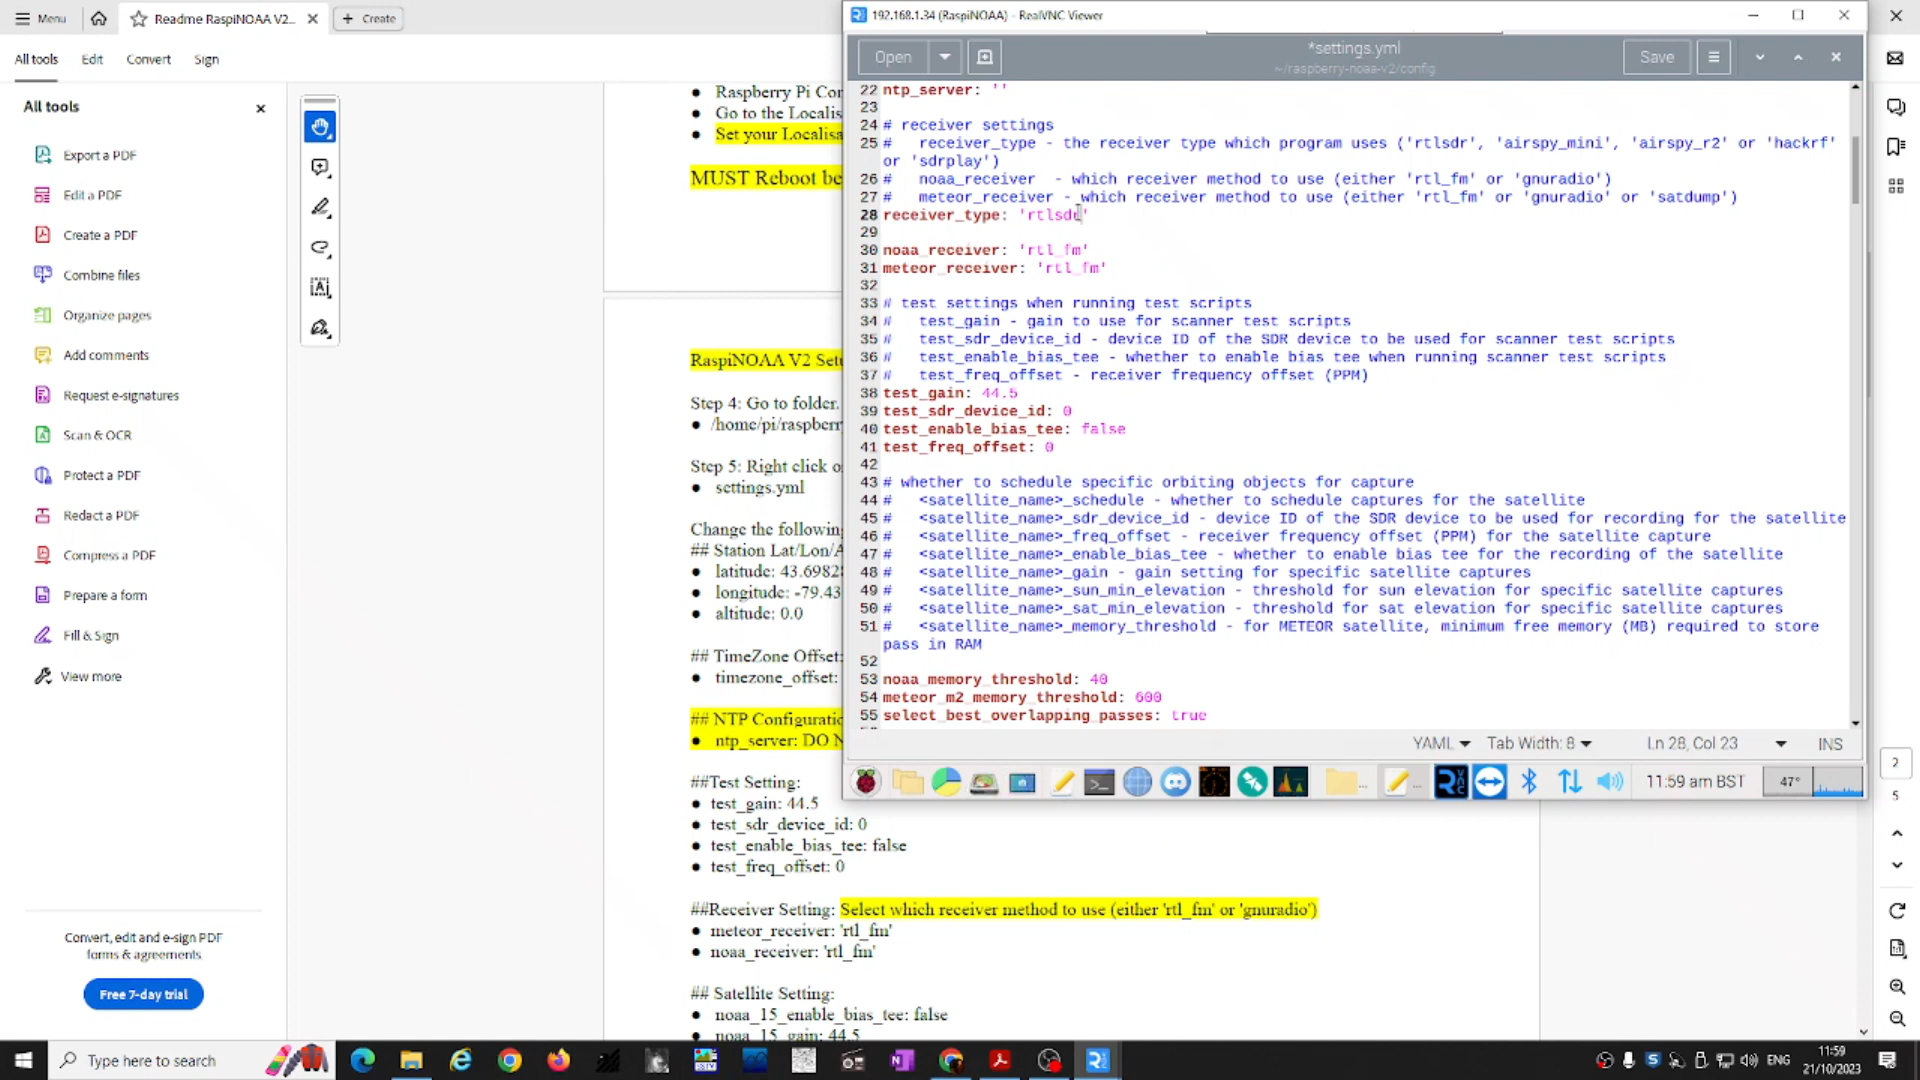 Menu
Readme RaspiNOAA V2...
Create
All tools
Edit
Convert
Sign
All tools
Export a PDF
Edit a PDF
Create a PDF
Combine files
Organize pages
Add comments
Request e-signatures
Scan & OCR
Protect a PDF
Redact a PDF
Compress a PDF
Prepare a form
Fill & Sign
View more
Convert, edit and e-sign PDF
forms & agreements
Free 7-day trial
Raspberry Pi Con
Go to the Localis
Set your Localisa
MUST Reboot be
RaspiNOAA V2 Setu
Step 4: Go to folder.
/home/pi/raspberr
Step 5: Right click o
settings.yml
Change the following
## Station Lat/Lon/A
latitude: 43.6982
longitude: -79.43
altitude: 0.0
## TimeZone Offset:
timezone_offset:
## NTP Configuratio
ntp_server: DO N
##Test Setting:
test_gain: 44.5
test_sdr_device_id: 0
test_enable_bias_tee: false
test_freq_offset: 0
##Receiver Setting: Select which receiver method to use (either 'rtl_fm' or 'gnuradio')
meteor_receiver: 'rtl_fm'
noaa_receiver: 'rtl_fm'
## Satellite Setting:
noaa_15_enable_bias_tee: false
noaa_15_gain: 44.5
192.168.1.34 (RaspiNOAA) - RealVNC Viewer
Open
*settings.yml
~/raspberry-noaa-v2/config
Save
22 ntp_server: ''
23
24 # receiver settings
25 #   receiver_type - the receiver type which program uses ('rtlsdr', 'airspy_mini', 'airspy_r2' or 'hackrf'
or 'sdrplay')
26 #   noaa_receiver  - which receiver method to use (either 'rtl_fm' or 'gnuradio')
27 #   meteor_receiver - which receiver method to use (either 'rtl_fm' or 'gnuradio' or 'satdump')
28 receiver_type: 'rtlsdr'
29
30 noaa_receiver: 'rtl_fm'
31 meteor_receiver: 'rtl_fm'
32
33 # test settings when running test scripts
34 #   test_gain - gain to use for scanner test scripts
35 #   test_sdr_device_id - device ID of the SDR device to be used for scanner test scripts
36 #   test_enable_bias_tee - whether to enable bias tee when running scanner test scripts
37 #   test_freq_offset - receiver frequency offset (PPM)
38 test_gain: 44.5
39 test_sdr_device_id: 0
40 test_enable_bias_tee: false
41 test_freq_offset: 0
42
43 # whether to schedule specific orbiting objects for capture
44 #   <satellite_name>_schedule - whether to schedule captures for the satellite
45 #   <satellite_name>_sdr_device_id - device ID of the SDR device to be used for recording for the satellite
46 #   <satellite_name>_freq_offset - receiver frequency offset (PPM) for the satellite capture
47 #   <satellite_name>_enable_bias_tee - whether to enable bias tee for the recording of the satellite
48 #   <satellite_name>_gain - gain setting for specific satellite captures
49 #   <satellite_name>_sun_min_elevation - threshold for sun elevation for specific satellite captures
50 #   <satellite_name>_sat_min_elevation - threshold for sat elevation for specific satellite captures
51 #   <satellite_name>_memory_threshold - for METEOR satellite, minimum free memory (MB) required to store
pass in RAM
52
53 noaa_memory_threshold: 40
54 meteor_m2_memory_threshold: 600
55 select_best_overlapping_passes: true
YAML
Tab Width: 8
Ln 28, Col 23
INS
11:59 am BST
47°
2
5
Type here to search
ENG
11:59
21/10/2023